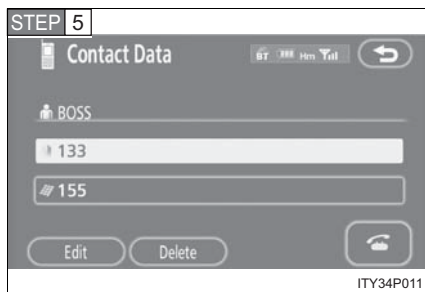 STEP 5
Contact Data BT Hm
BOSS
133
155
Edit Delete
ITY34P011